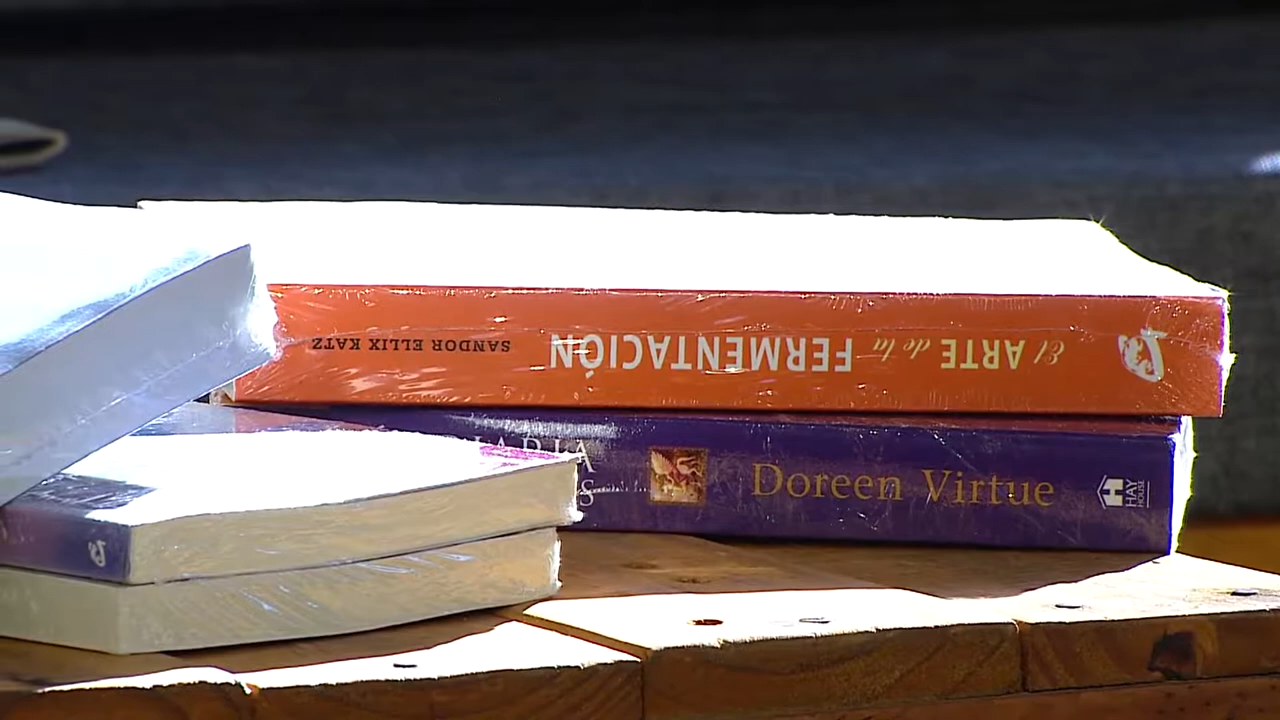 El ARTE de la FERMENTACIÓN SANDOR ELLIX KATZ
Doreen Virtue HAY HOUSE